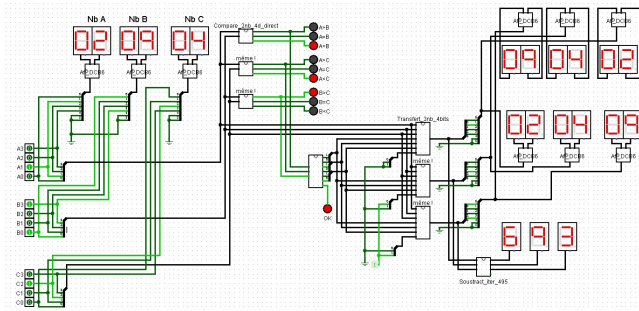 Nb A Nb B Nb C
02 09 04
Compare_2nb_4d_direct
A>B
A=B
A<B
même !
A>C
A=C
A<C
même !
B>C
B=C
B<C
A3
A2
A1
A0
B3
B2
B1
B0
C3
C2
C1
C0
OK
Transfert_3nb_4bits
même !
même !
Aff_DCB6
Aff_DCB6
Aff_DCB6
09 04 02
02 04 09
6 9 3
Soustract_iter_495